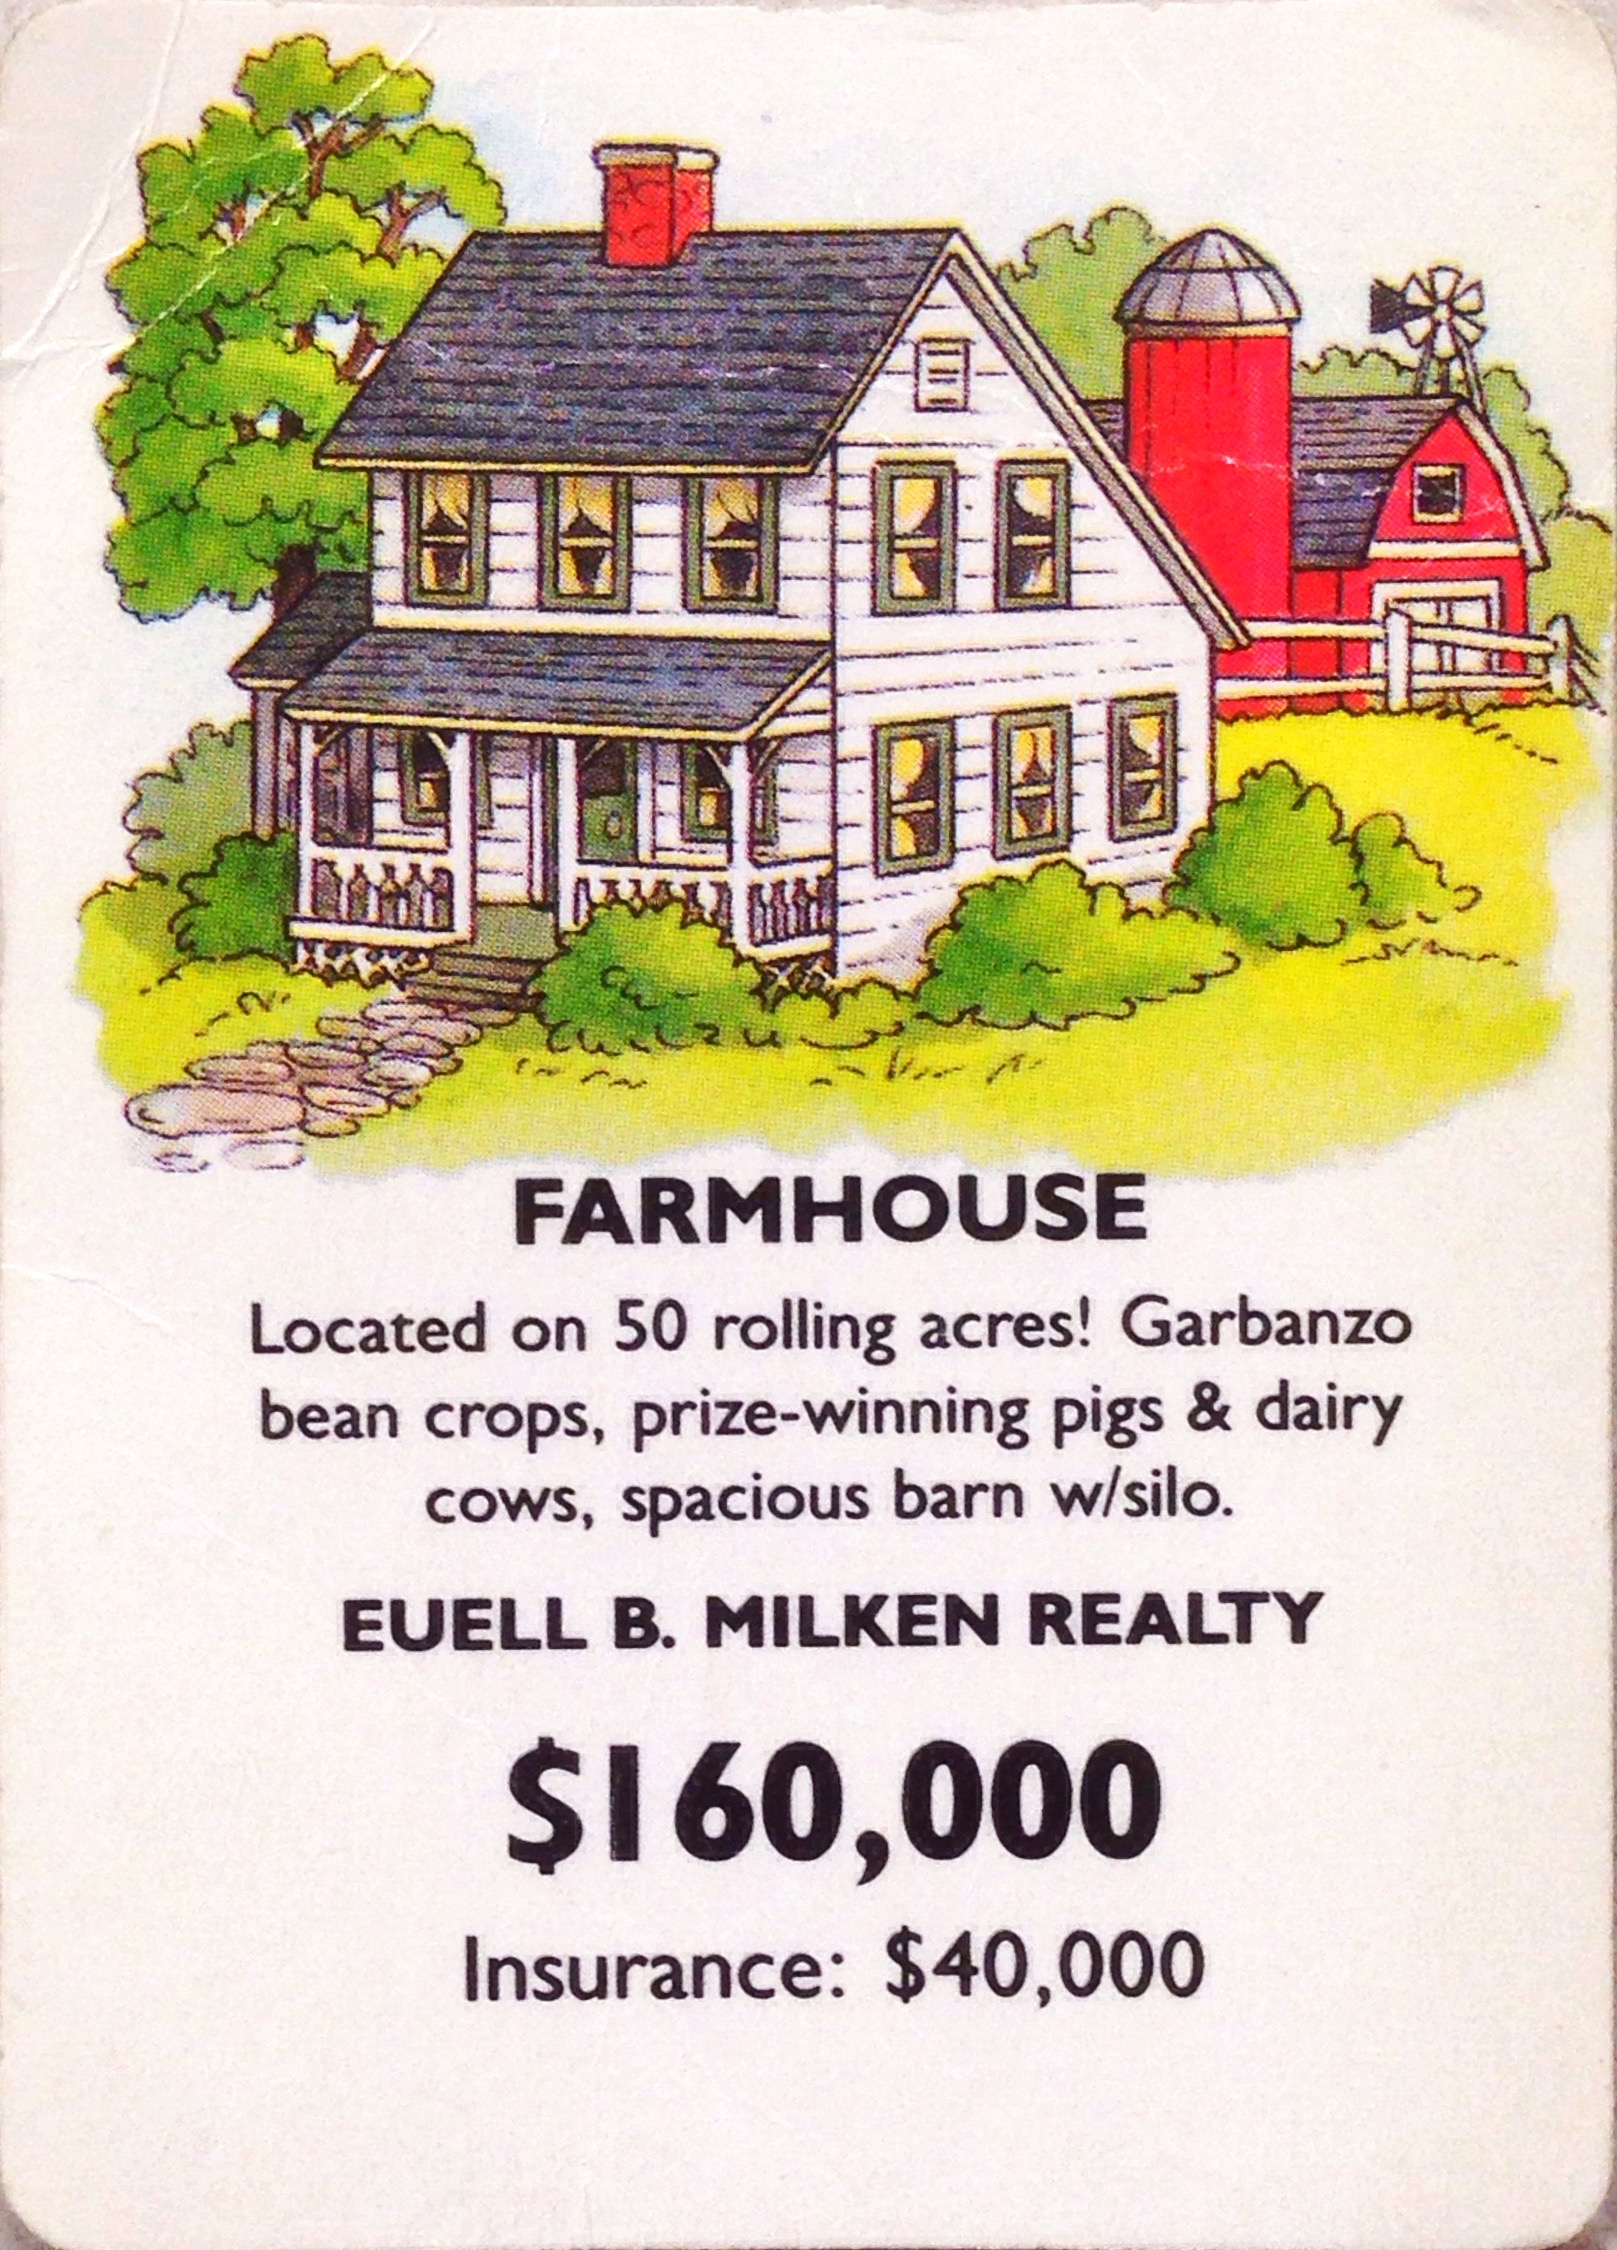 FARMHOUSE
Located on 50 rolling acres! Garbanzo
bean crops, prize-winning pigs & dairy
cows, spacious barn w/silo.
EUELL B. MILKEN REALTY
$160,000
Insurance: $40,000